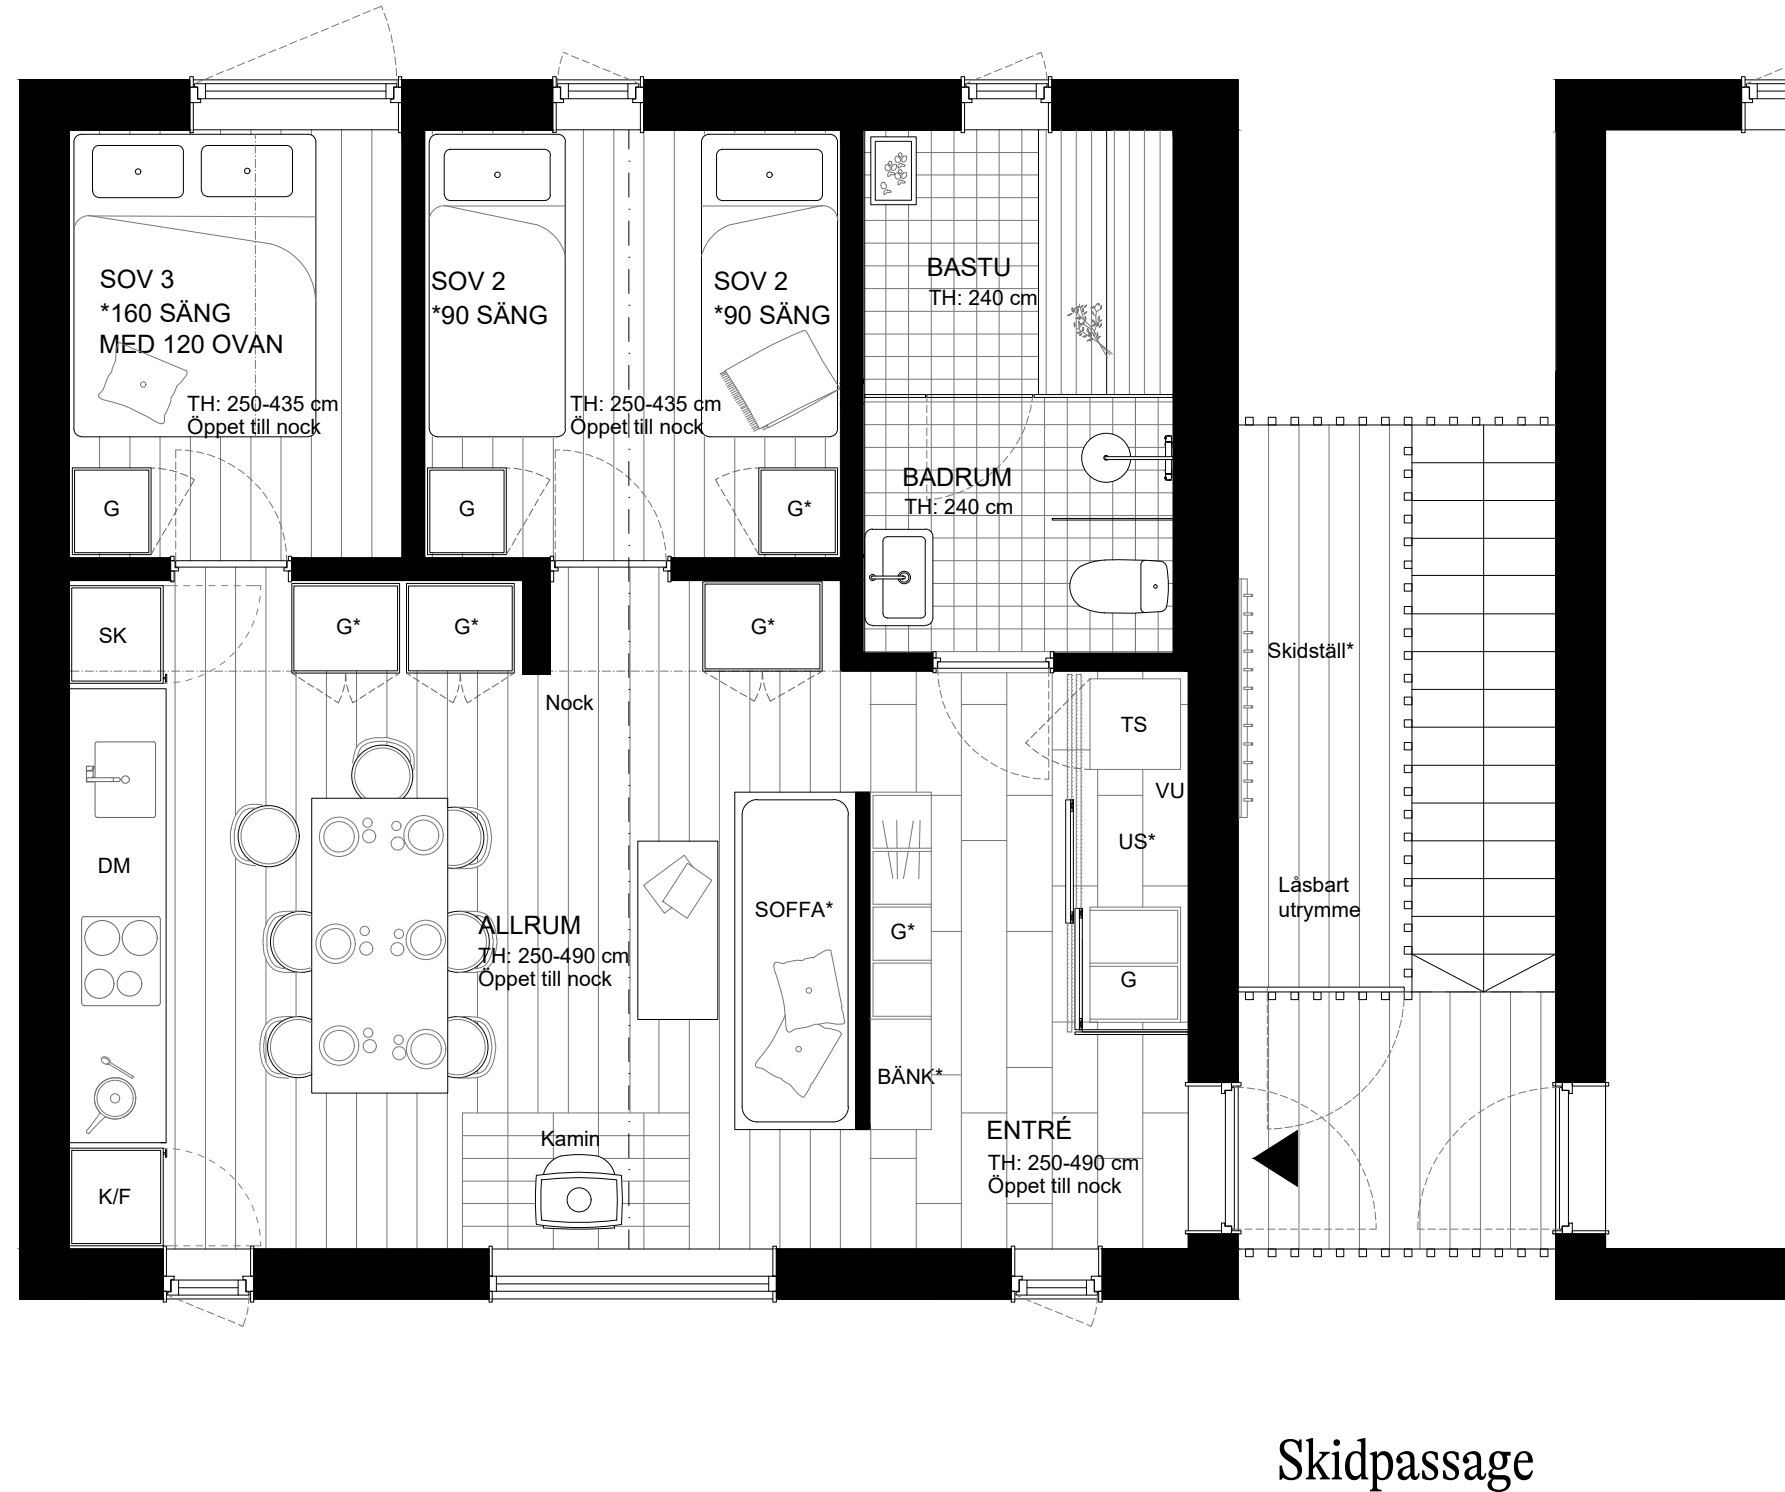 SOV 3
*160 SÄNG
MED 120 OVAN
TH: 250-435 cm
Öppet till nock
SOV 2
*90 SÄNG
TH: 250-435 cm
Öppet till nock
SOV 2
*90 SÄNG
BASTU
TH: 240 cm
BADRUM
TH: 240 cm
G
G
G*
SK
G*
G*
G*
Nock
Skidställ*
TS
VU
US*
DM
Låsbart
utrymme
ALLRUM
TH: 250-490 cm
Öppet till nock
SOFFA*
G*
G
BÄNK*
Kamin
ENTRÉ
TH: 250-490 cm
Öppet till nock
K/F
Skidpassage